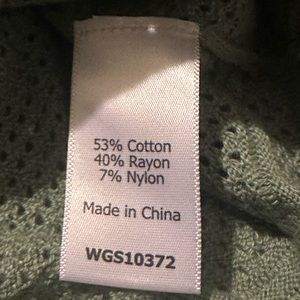 53% Cotton
40% Rayon
7% Nylon
Made in China
WGS10372